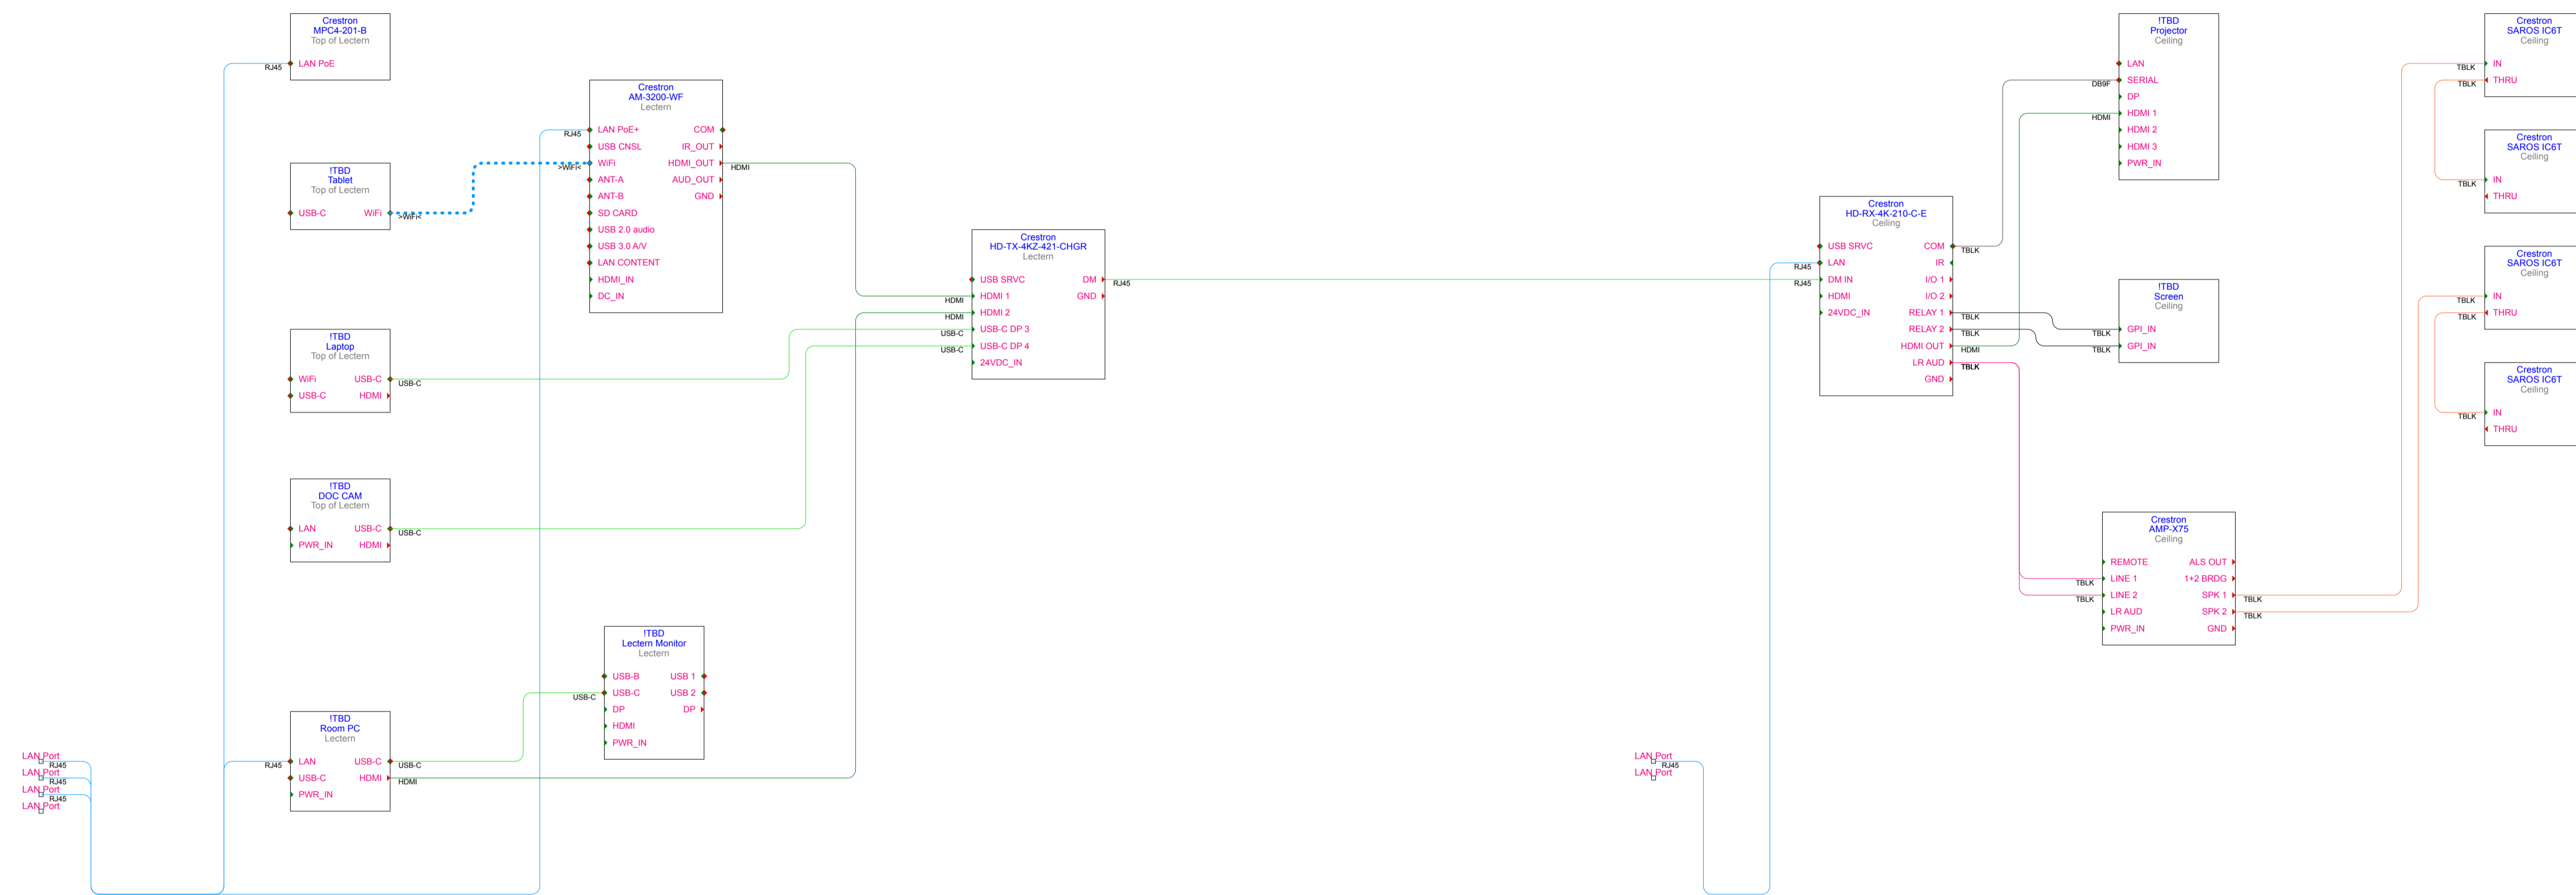 Crestron
MPC4-201-B
Top of Lectern
RJ45
LAN PoE
!TBD
Tablet
Top of Lectern
USB-C WiFi
>WiFi<
!TBD
Laptop
Top of Lectern
WiFi USB-C
USB-C
USB-C HDMI
!TBD
DOC CAM
Top of Lectern
LAN USB-C
USB-C
PWR_IN HDMI
!TBD
Room PC
Lectern
RJ45
LAN USB-C
USB-C
USB-C HDMI
HDMI
PWR_IN
LAN Port
RJ45
LAN Port
RJ45
LAN Port
RJ45
LAN Port
Crestron
AM-3200-WF
Lectern
RJ45
LAN PoE+ COM
USB CNSL IR_OUT
WiFi HDMI_OUT
>WiFi<
HDMI
ANT-A AUD_OUT
ANT-B GND
SD CARD
USB 2.0 audio
USB 3.0 A/V
LAN CONTENT
HDMI_IN
DC_IN
!TBD
Lectern Monitor
Lectern
USB-B USB 1
USB-C USB 2
USB-C
DP DP
HDMI
PWR_IN
Crestron
HD-TX-4KZ-421-CHGR
Lectern
USB SRVC DM
RJ45
HDMI 1 GND
HDMI
HDMI 2
HDMI
USB-C DP 3
USB-C
USB-C DP 4
USB-C
24VDC_IN
LAN Port
RJ45
LAN Port
Crestron
HD-RX-4K-210-C-E
Ceiling
USB SRVC COM
TBLK
LAN IR
RJ45
DM IN I/O 1
RJ45
HDMI I/O 2
24VDC_IN RELAY 1
TBLK
RELAY 2
TBLK
HDMI OUT
HDMI
LR AUD
TBLK
GND
!TBD
Projector
Ceiling
LAN
SERIAL
DB9F
DP
HDMI 1
HDMI
HDMI 2
HDMI 3
PWR_IN
!TBD
Screen
Ceiling
GPI_IN
TBLK
GPI_IN
TBLK
Crestron
AMP-X75
Ceiling
REMOTE ALS OUT
LINE 1 1+2 BRDG
TBLK
LINE 2 SPK 1
TBLK TBLK
LR AUD SPK 2
TBLK
PWR_IN GND
Crestron
SAROS IC6T
Ceiling
IN
TBLK
THRU
TBLK
Crestron
SAROS IC6T
Ceiling
IN
TBLK
THRU
Crestron
SAROS IC6T
Ceiling
IN
TBLK
THRU
TBLK
Crestron
SAROS IC6T
Ceiling
IN
TBLK
THRU